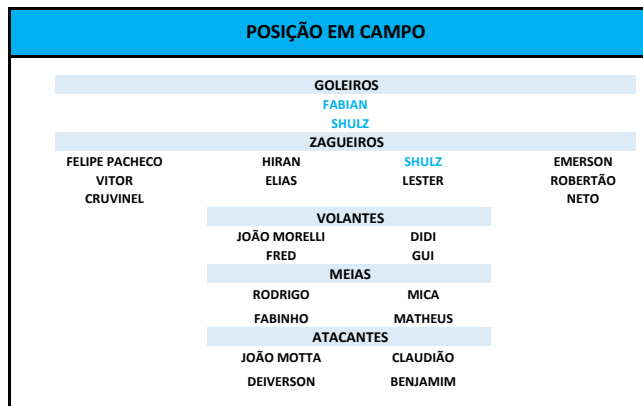 POSIÇÃO EM CAMPO
GOLEIROS
FABIAN
SHULZ
ZAGUEIROS
FELIPE PACHECO HIRAN SHULZ EMERSON
VITOR ELIAS LESTER ROBERTÃO
CRUVINEL NETO
VOLANTES
JOÃO MORELLI DIDI
FRED GUI
MEIAS
RODRIGO MICA
FABINHO MATHEUS
ATACANTES
JOÃO MOTTA CLAUDIÃO
DEIVERSON BENJAMIM